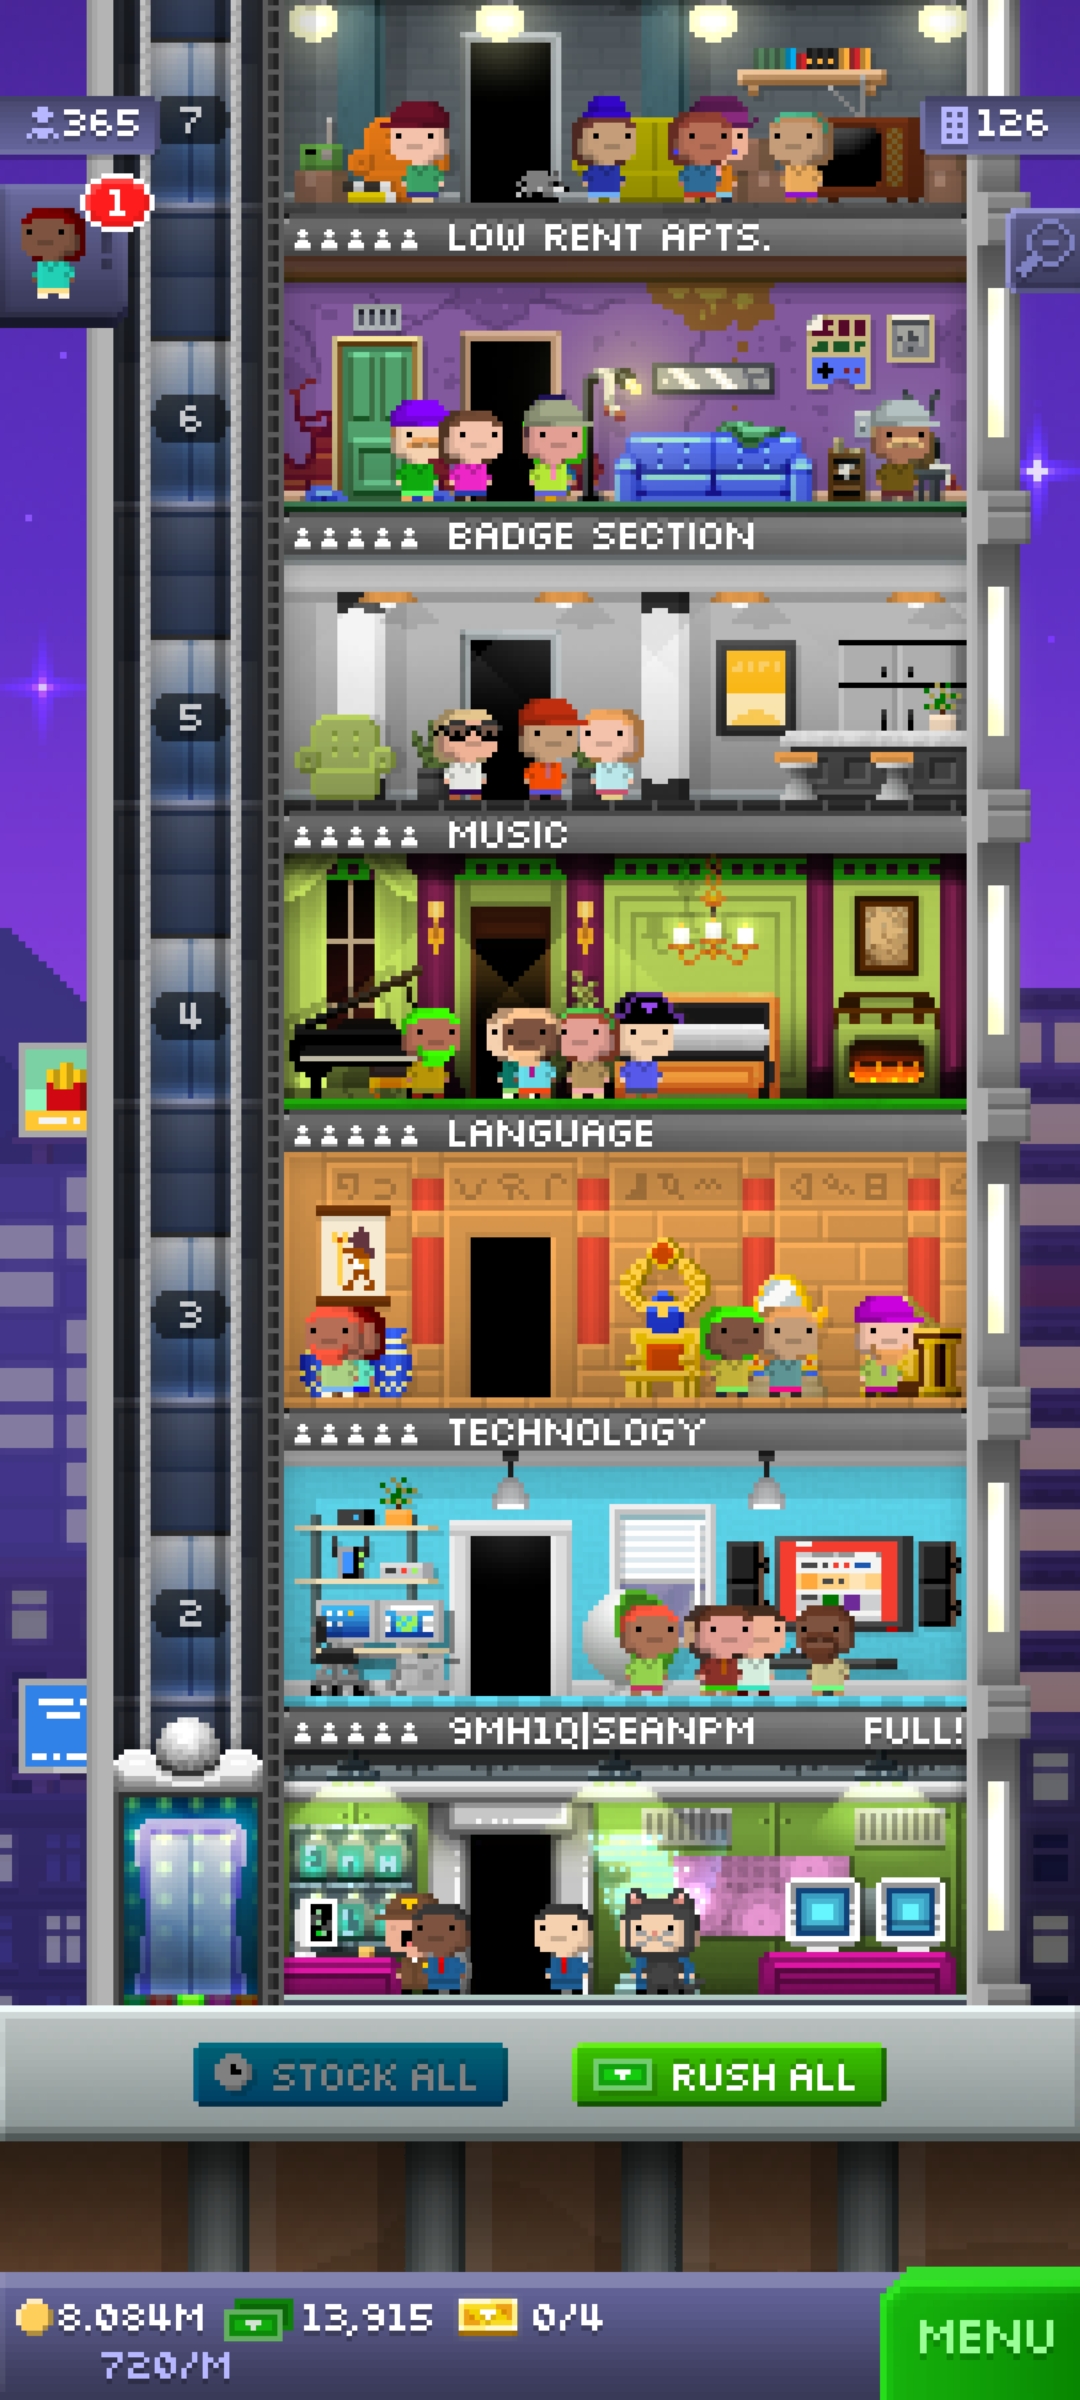 365
7
126
1
LOW RENT APTS.
6
BADGE SECTION
5
MUSIC
4
LANGUAGE
3
TECHNOLOGY
2
9MH1Q|SEANPM FULL!
STOCK ALL
RUSH ALL
8.084M 13,915 0/4
720/M
MENU